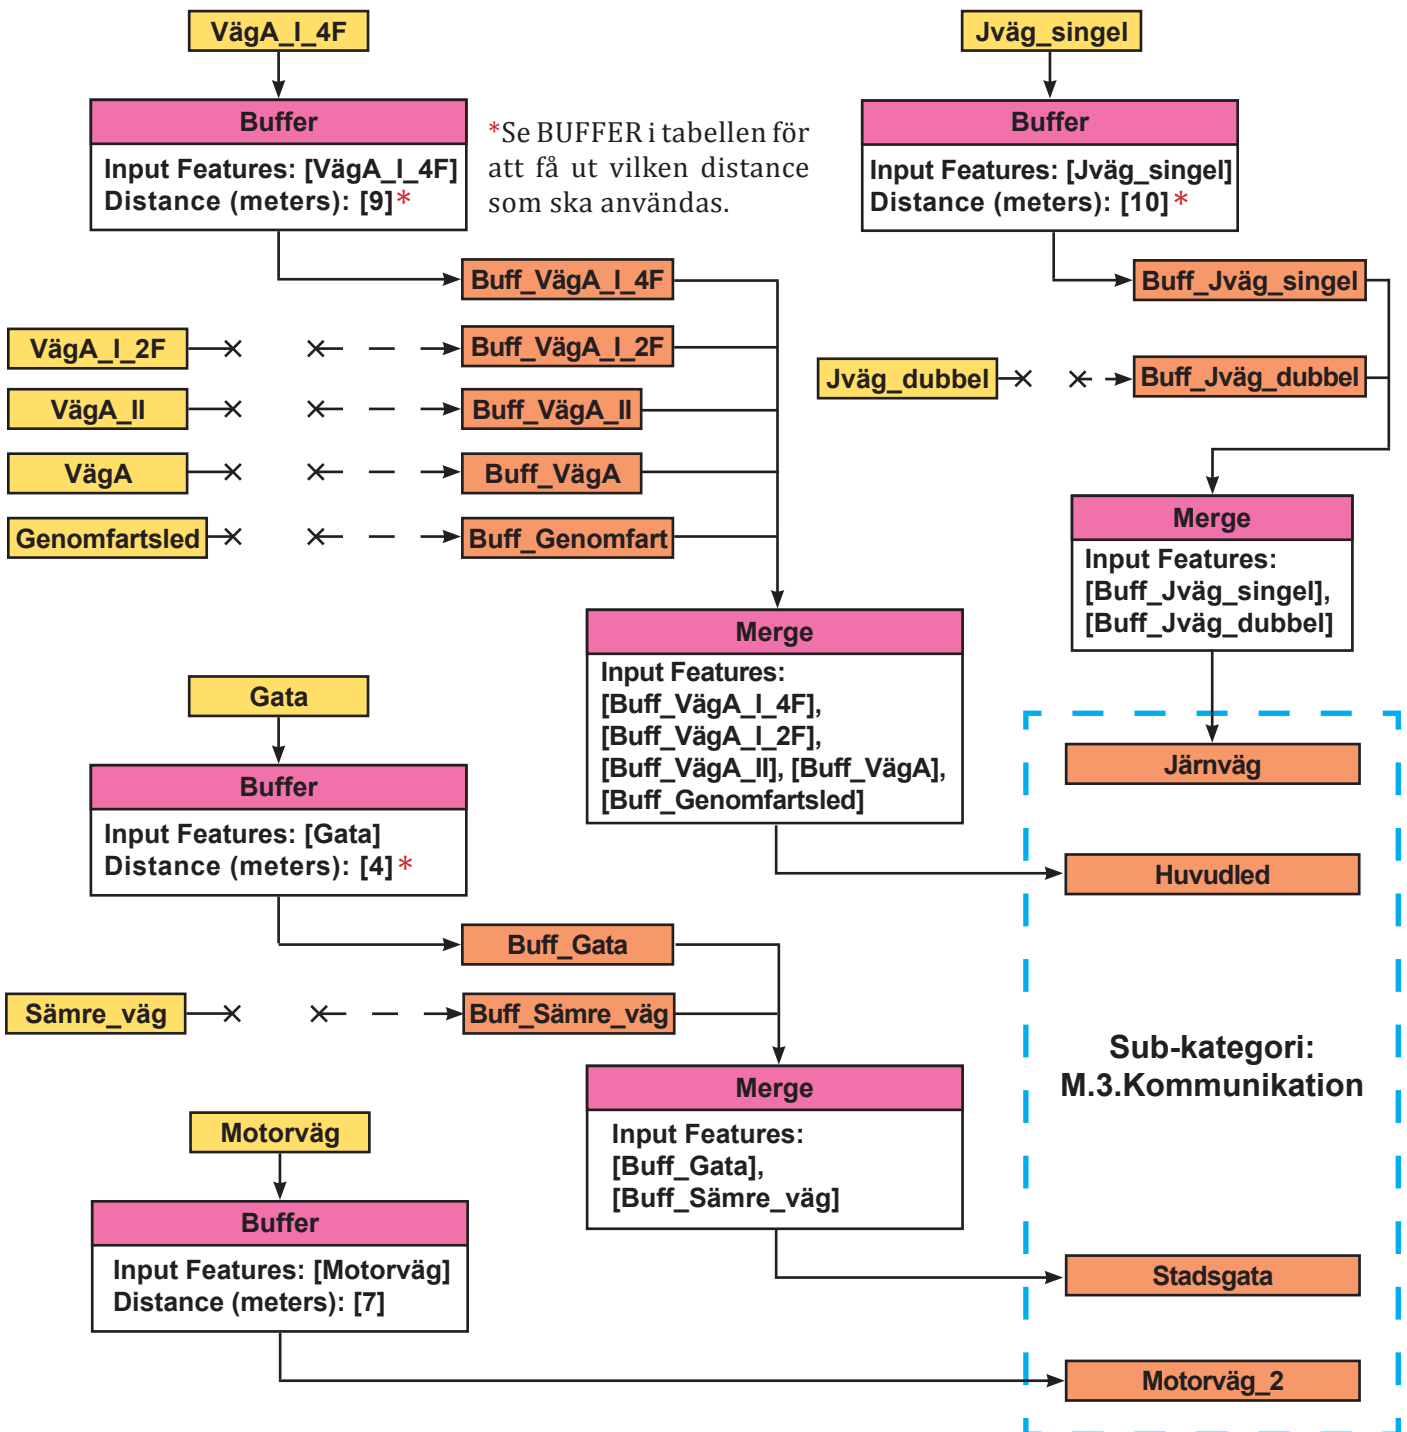 VägA_I_4F
Buffer
Input Features: [VägA_I_4F]
Distance (meters): [9]*
*Se BUFFER i tabellen för
att få ut vilken distance
som ska användas.
Jväg_singel
Buffer
Input Features: [Jväg_singel]
Distance (meters): [10]*
Buff_VägA_I_4F
Buff_Jväg_singel
VägA_I_2F
Buff_VägA_I_2F
Jväg_dubbel
Buff_Jväg_dubbel
VägA_II
Buff_VägA_II
VägA
Buff_VägA
Genomfartsled
Buff_Genomfart
Merge
Input Features:
[Buff_Jväg_singel],
[Buff_Jväg_dubbel]
Merge
Input Features:
[Buff_VägA_I_4F],
[Buff_VägA_I_2F],
[Buff_VägA_II], [Buff_VägA],
[Buff_Genomfartsled]
Gata
Buffer
Input Features: [Gata]
Distance (meters): [4]*
Järnväg
Huvudled
Buff_Gata
Sämre_väg
Buff_Sämre_väg
Merge
Input Features:
[Buff_Gata],
[Buff_Sämre_väg]
Sub-kategori:
M.3.Kommunikation
Motorväg
Buffer
Input Features: [Motorväg]
Distance (meters): [7]
Stadsgata
Motorväg_2